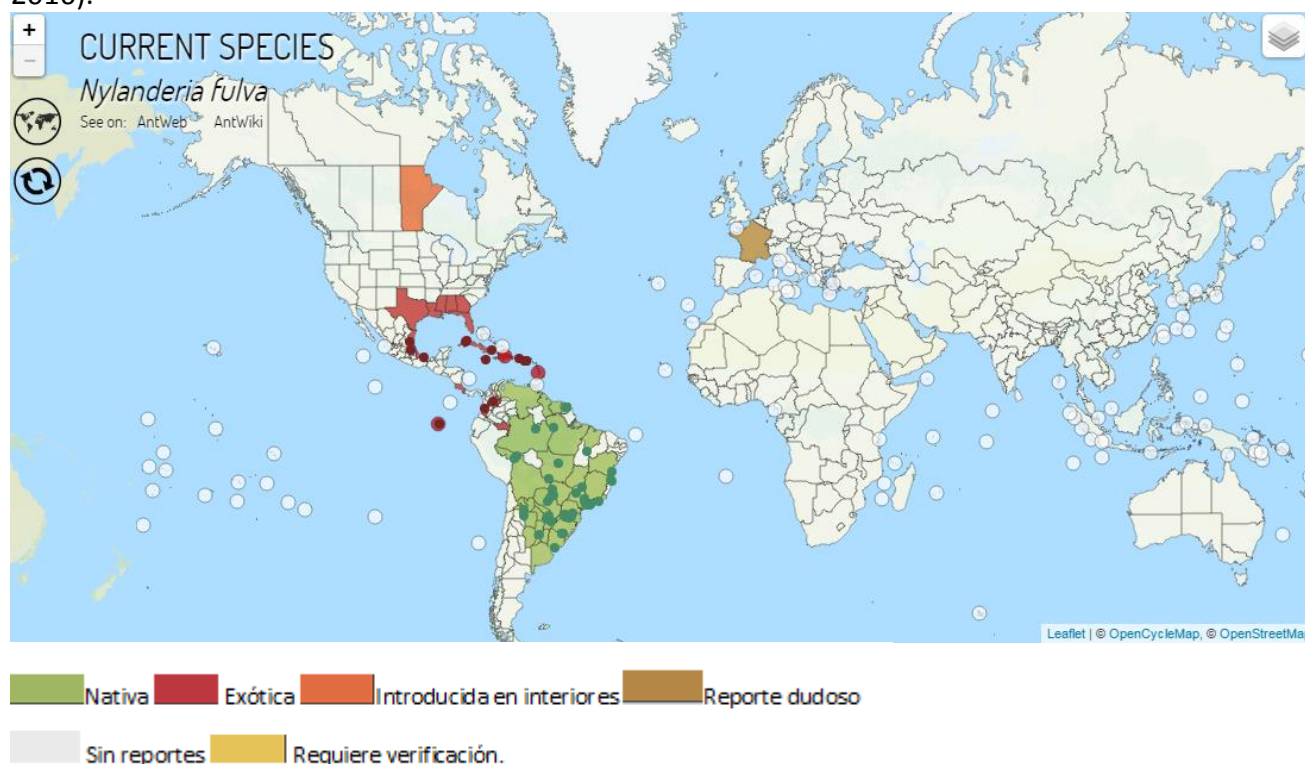 2016).
+
−
CURRENT SPECIES
Nylanderia fulva
See on: AntWeb AntWiki
Leaflet | © OpenCycleMap, © OpenStreetMap
Nativa Exótica Introducida en interiores Reporte dudoso
Sin reportes Requiere verificación.